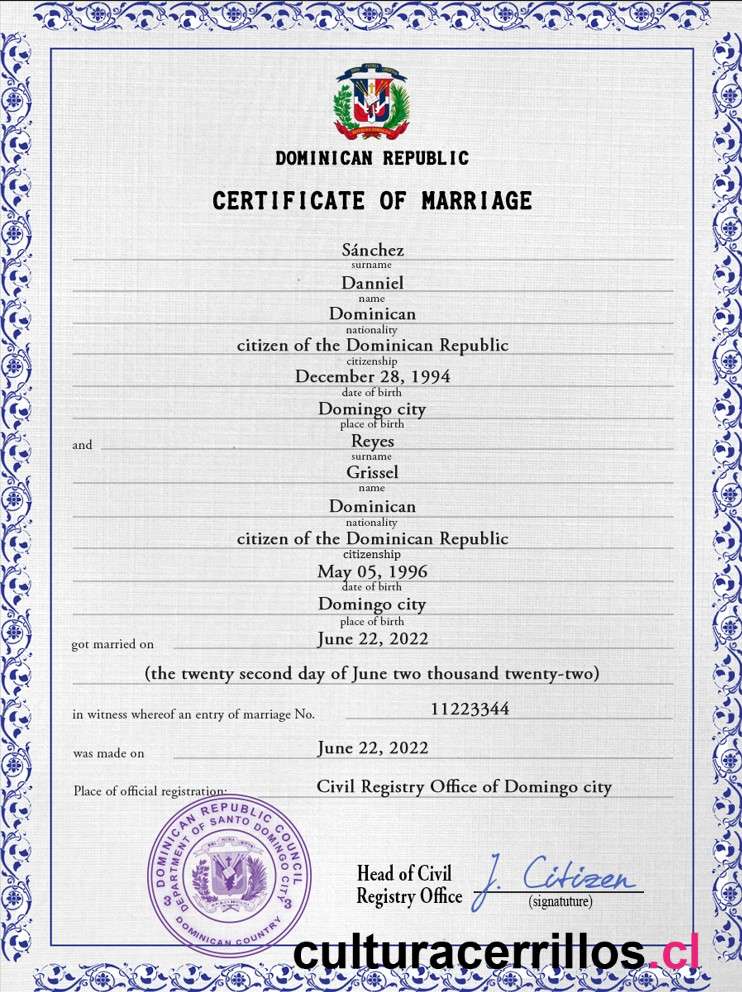 DOMINICAN REPUBLIC
CERTIFICATE OF MARRIAGE
Sánchez
surname
Danniel
name
Dominican
nationality
citizen of the Dominican Republic
citizenship
December 28, 1994
date of birth
Domingo city
place of birth
and Reyes
surname
Grissel
name
Dominican
nationality
citizen of the Dominican Republic
citizenship
May 05, 1996
date of birth
Domingo city
place of birth
got married on June 22, 2022
(the twenty second day of June two thousand twenty-two)
in witness whereof an entry of marriage No. 11223344
was made on June 22, 2022
Place of official registration: Civil Registry Office of Domingo city
DOMINICAN REPUBLIC COUNCIL
DEPARTMENT OF SANTO DOMINGO CITY
3 3
DOMINICAN COUNTRY
Head of Civil
Registry Office
J. Citizen
(signatuture)
culturacerrillos.cl